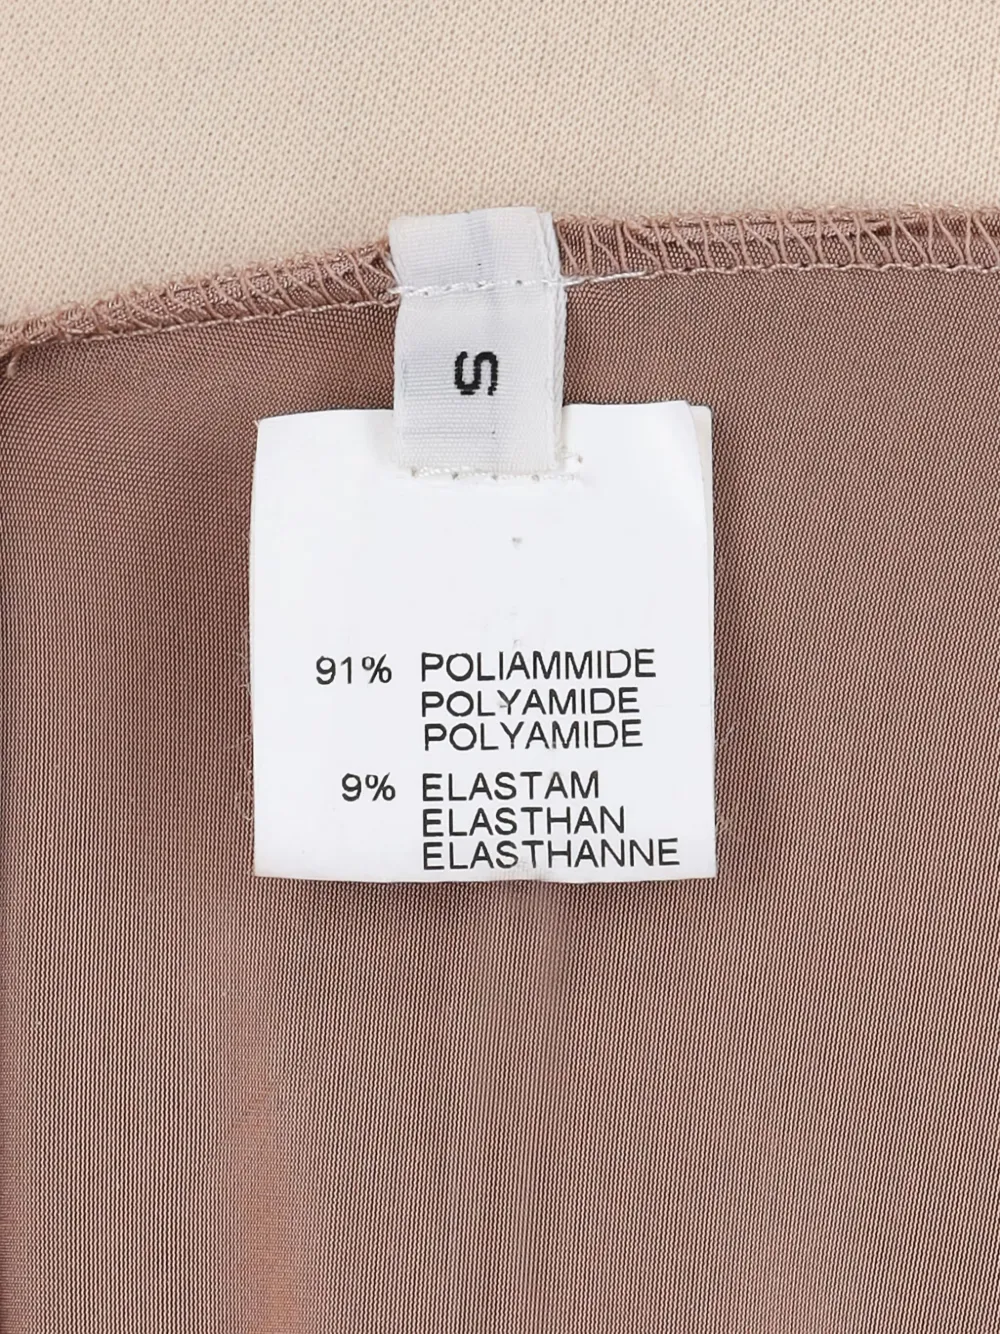 S
91% POLIAMMIDE
POLYAMIDE
POLYAMIDE
9% ELASTAM
ELASTHAN
ELASTHANNE